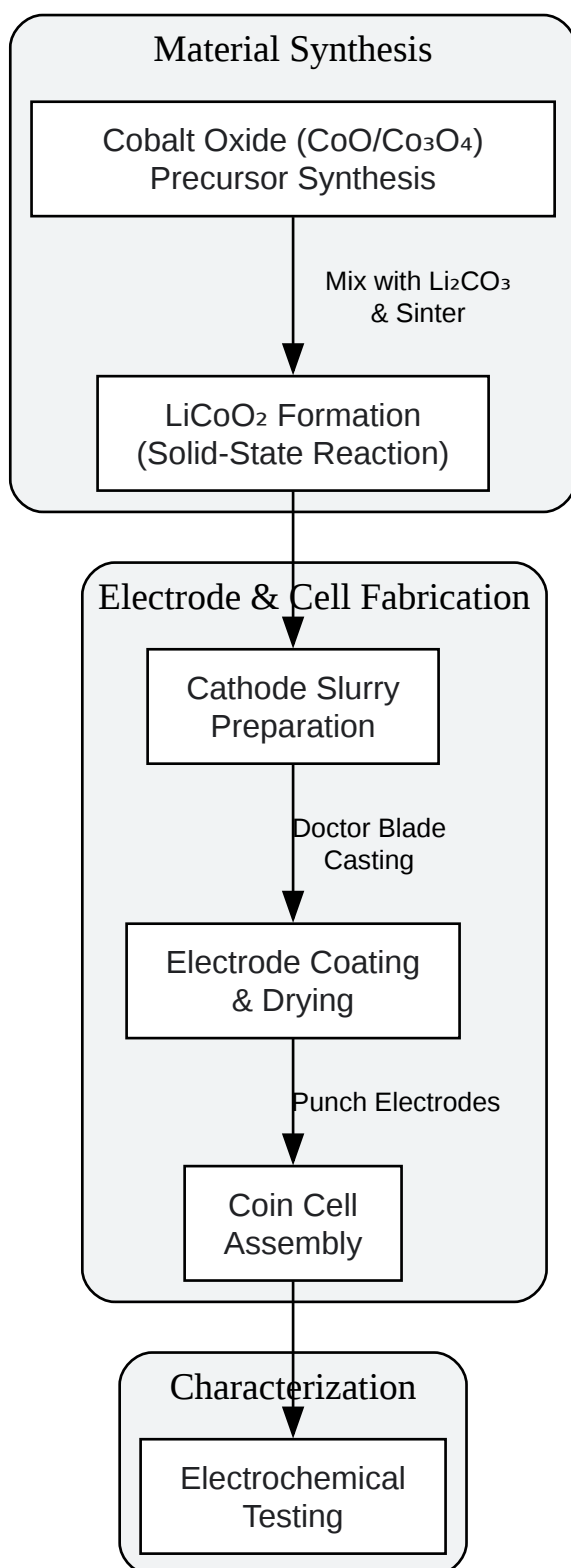 Material Synthesis
Cobalt Oxide (CoO/Co₃O₄)
Precursor Synthesis
Mix with Li₂CO₃
& Sinter
LiCoO₂ Formation
(Solid-State Reaction)
Electrode & Cell Fabrication
Cathode Slurry
Preparation
Doctor Blade
Casting
Electrode Coating
& Drying
Punch Electrodes
Coin Cell
Assembly
Characterization
Electrochemical
Testing